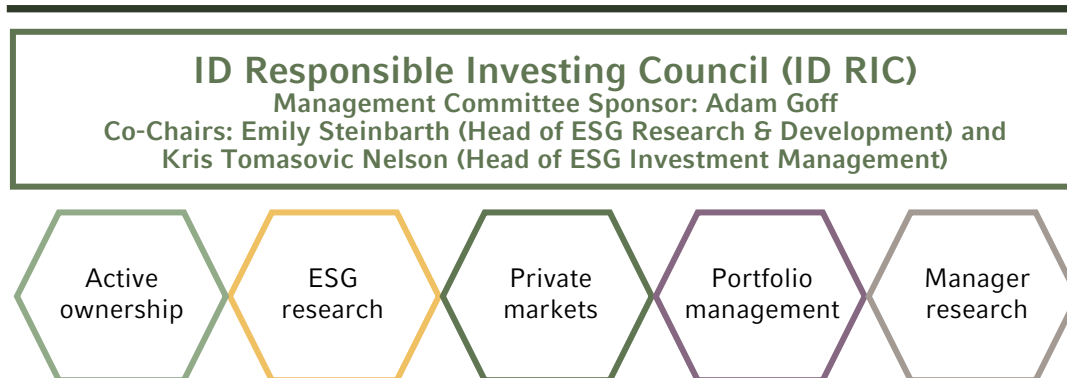 ID Responsible Investing Council (ID RIC)
Management Committee Sponsor: Adam Goff
Co-Chairs: Emily Steinbarth (Head of ESG Research & Development) and
Kris Tomasovic Nelson (Head of ESG Investment Management)
Active
ownership
ESG
research
Private
markets
Portfolio
management
Manager
research